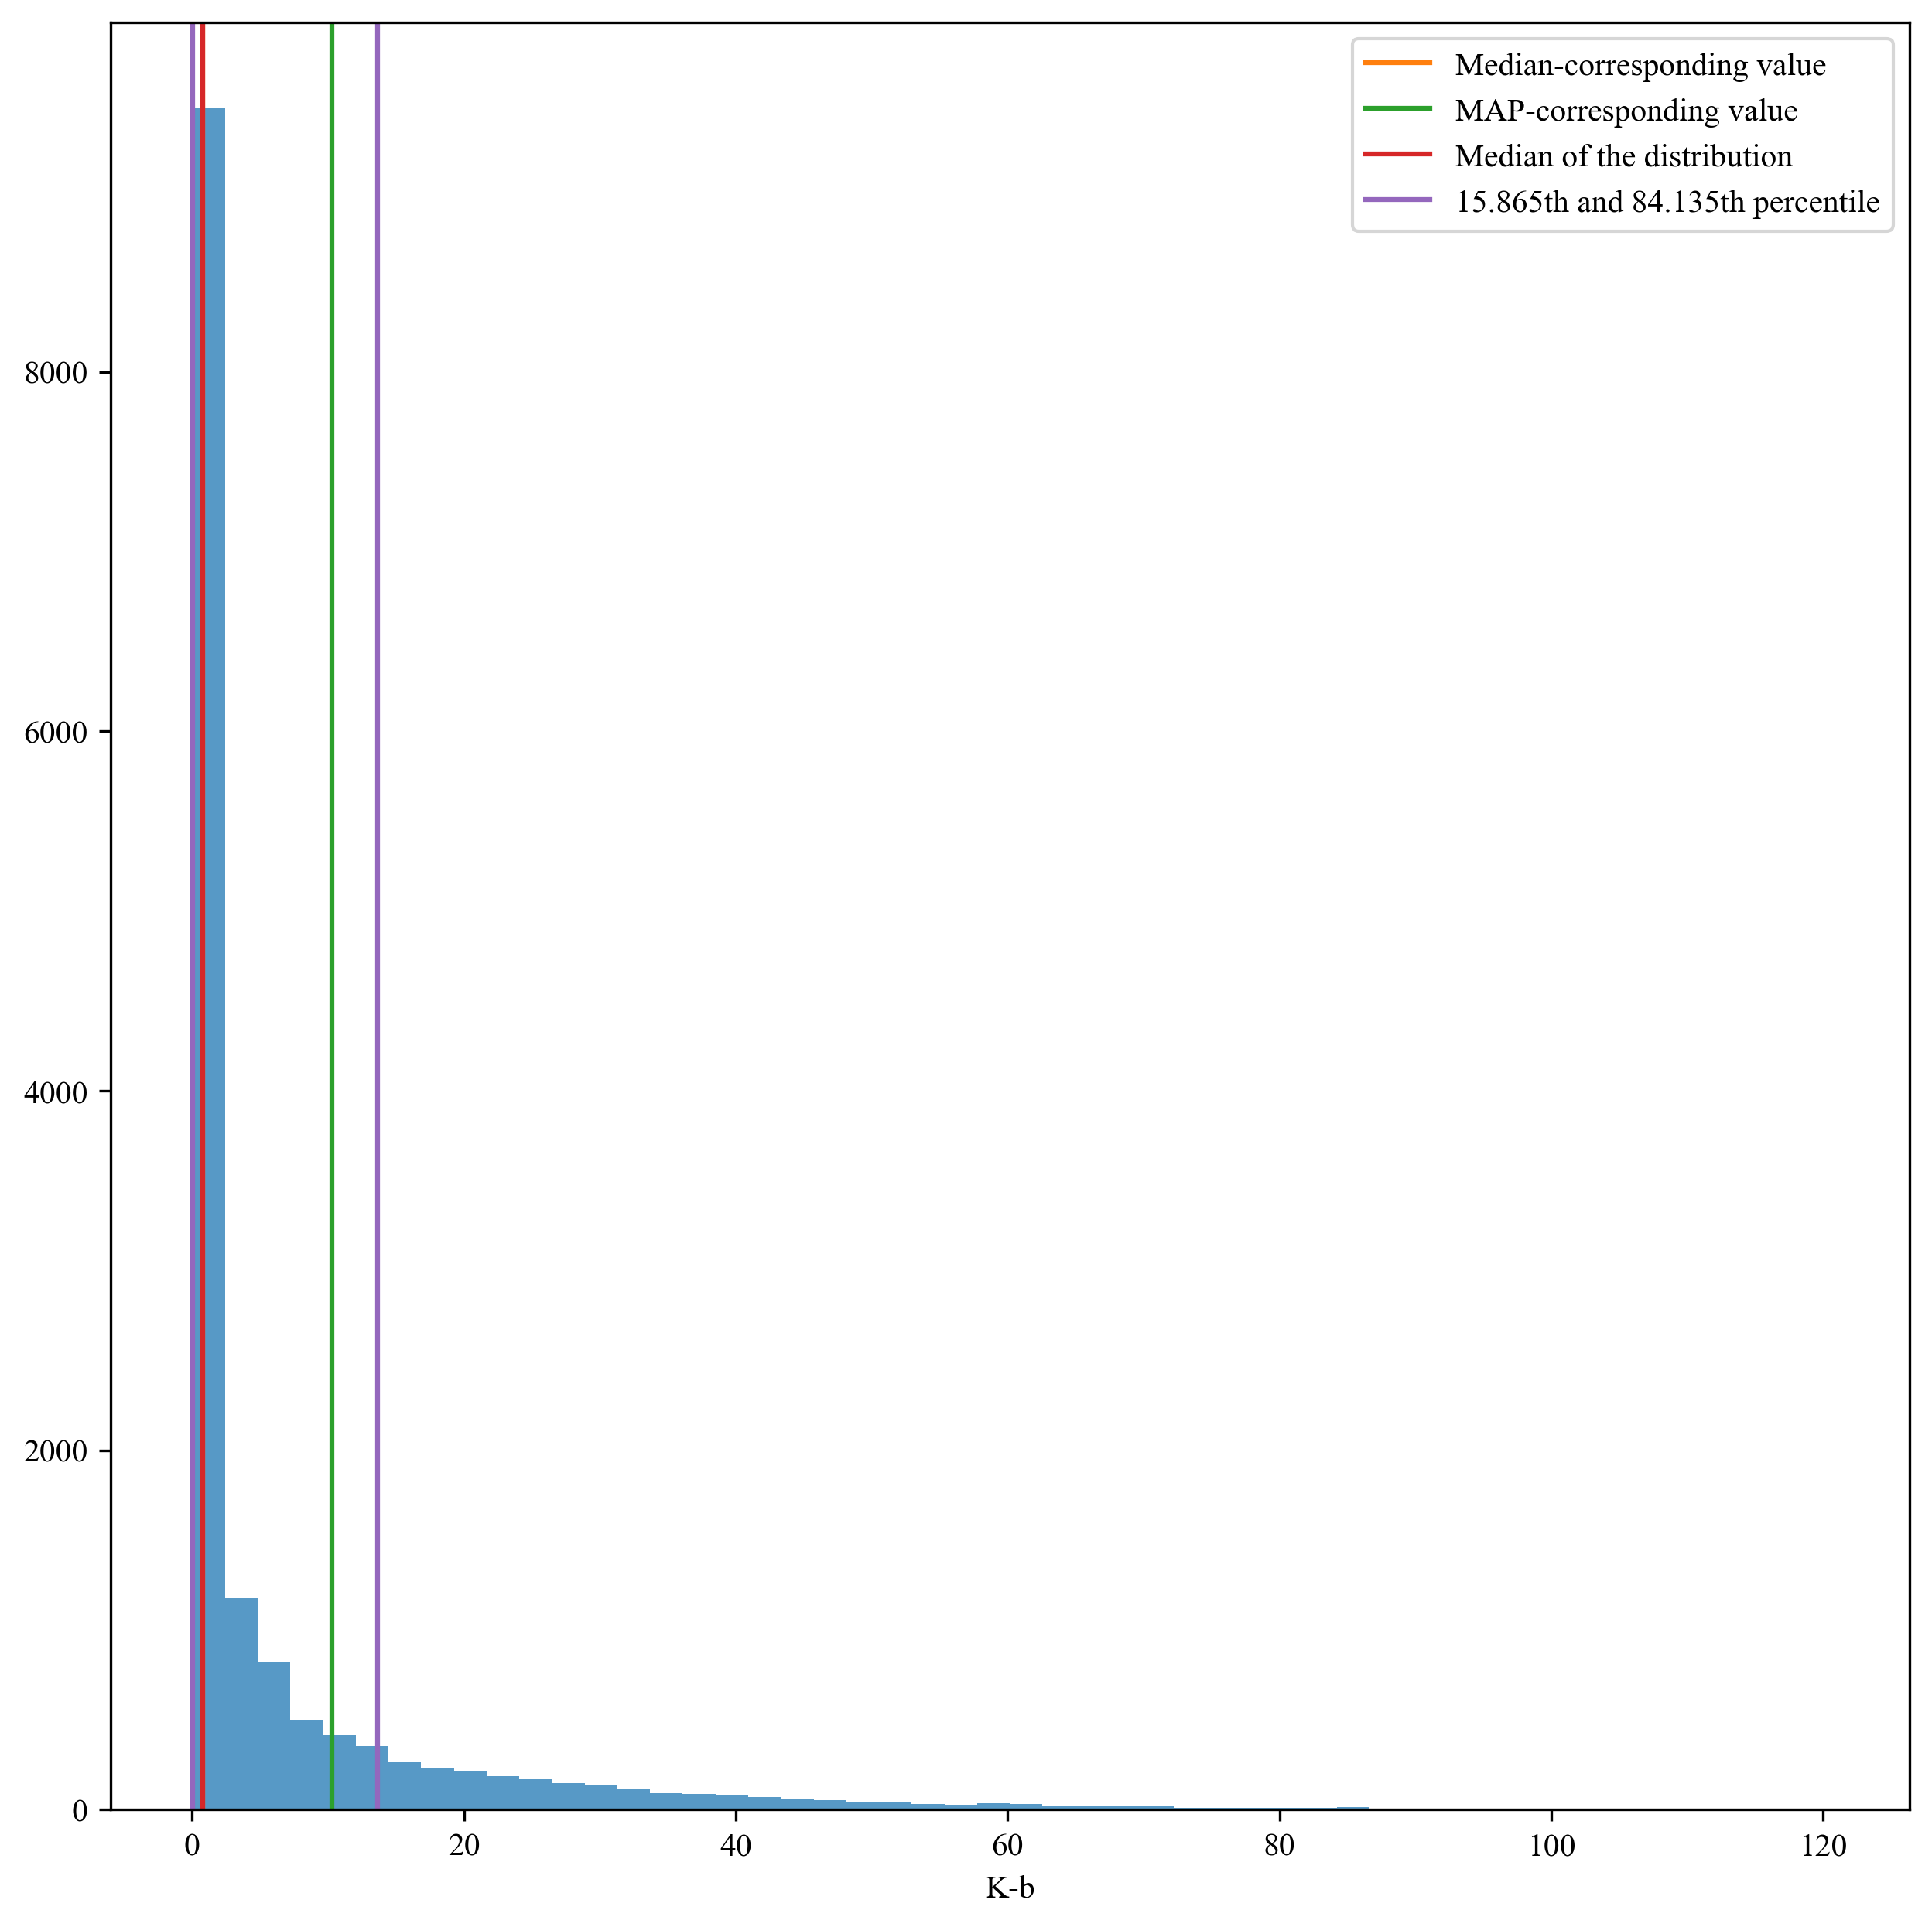 Median-corresponding value
MAP-corresponding value
Median of the distribution
15.865th and 84.135th percentile
8000
6000
4000
2000
0
0 20 40 60 80 100 120
K-b